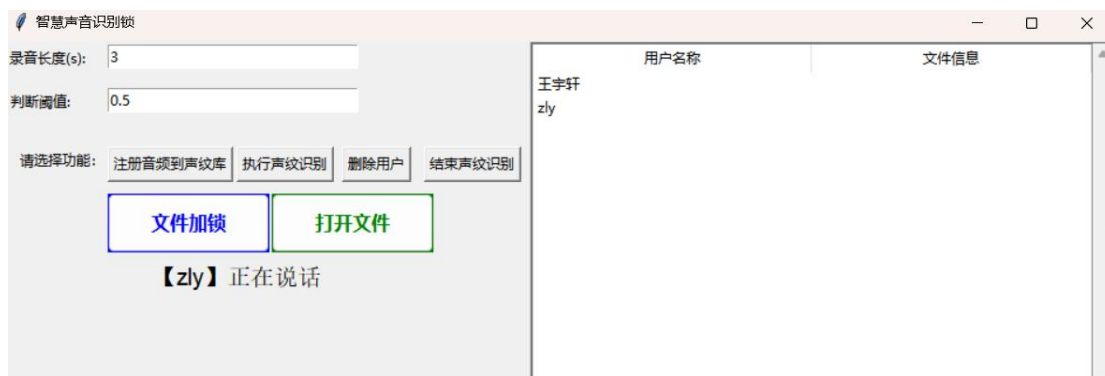 智慧声音识别锁
录音长度(s): 3
判断阈值: 0.5
请选择功能: 注册音频到声纹库 执行声纹识别 删除用户 结束声纹识别
文件加锁 打开文件
【zly】正在说话
用户名称 文件信息
王宇轩
zly